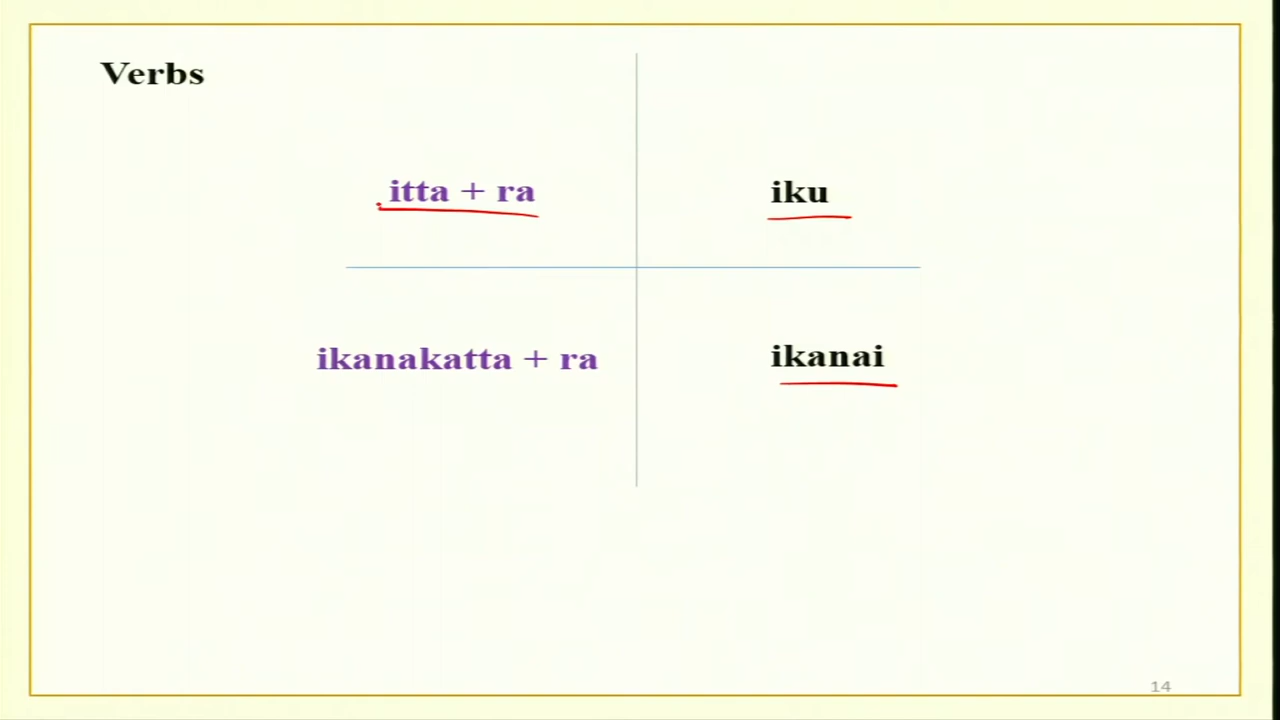 Verbs
itta + ra
iku
ikanakatta + ra
ikanai
14